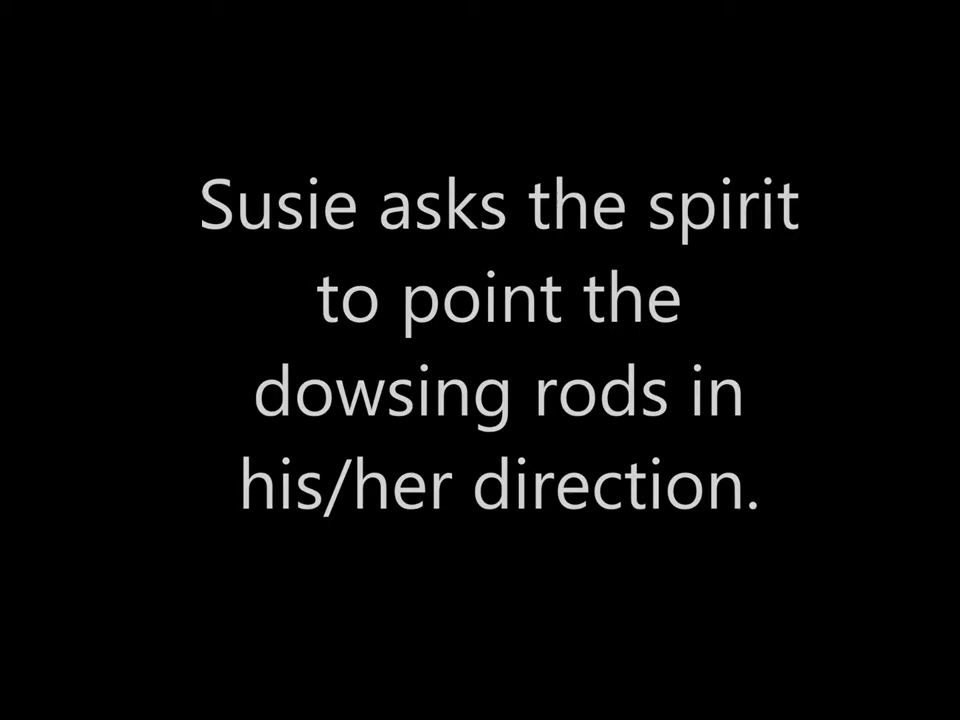 Susie asks the spirit
to point the
dowsing rods in
his/her direction.